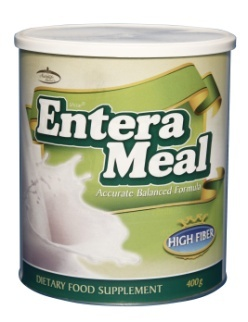 Entera
Meal
Accurate Balanced Formula
HIGH FIBER
400g
DIETARY FOOD SUPPLEMENT